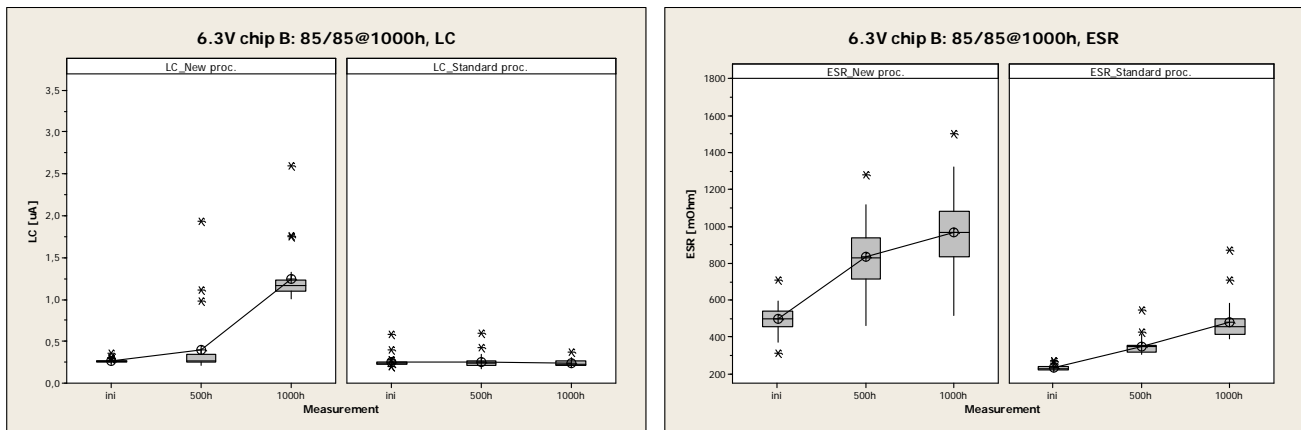 6.3V chip B: 85/85@1000h, LC
LC_New proc.
LC_Standard proc.
3,5
3,0
2,5
2,0
1,5
1,0
0,5
0,0
LC [uA]
ini
500h
1000h
ini
500h
1000h
Measurement
6.3V chip B: 85/85@1000h, ESR
ESR_New proc.
ESR_Standard proc.
1800
1600
1400
1200
1000
800
600
400
200
ESR [mOhm]
ini
500h
1000h
ini
500h
1000h
Measurement